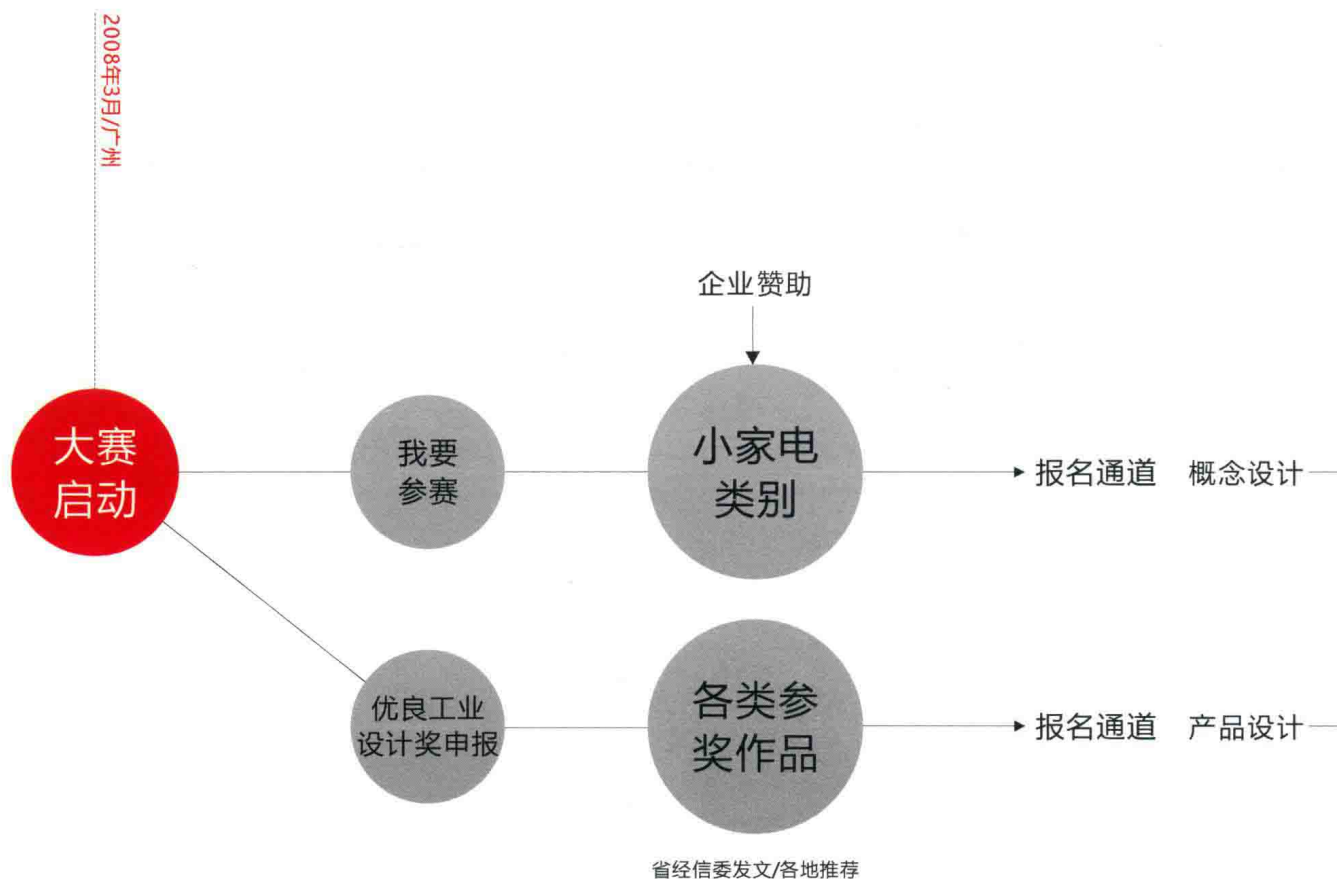 2008年3月/广州
企业赞助
大赛
启动
我要
参赛
小家电
类别
报名通道 概念设计
优良工业
设计奖申报
各类参
奖作品
报名通道 产品设计
省经信委发文/各地推荐